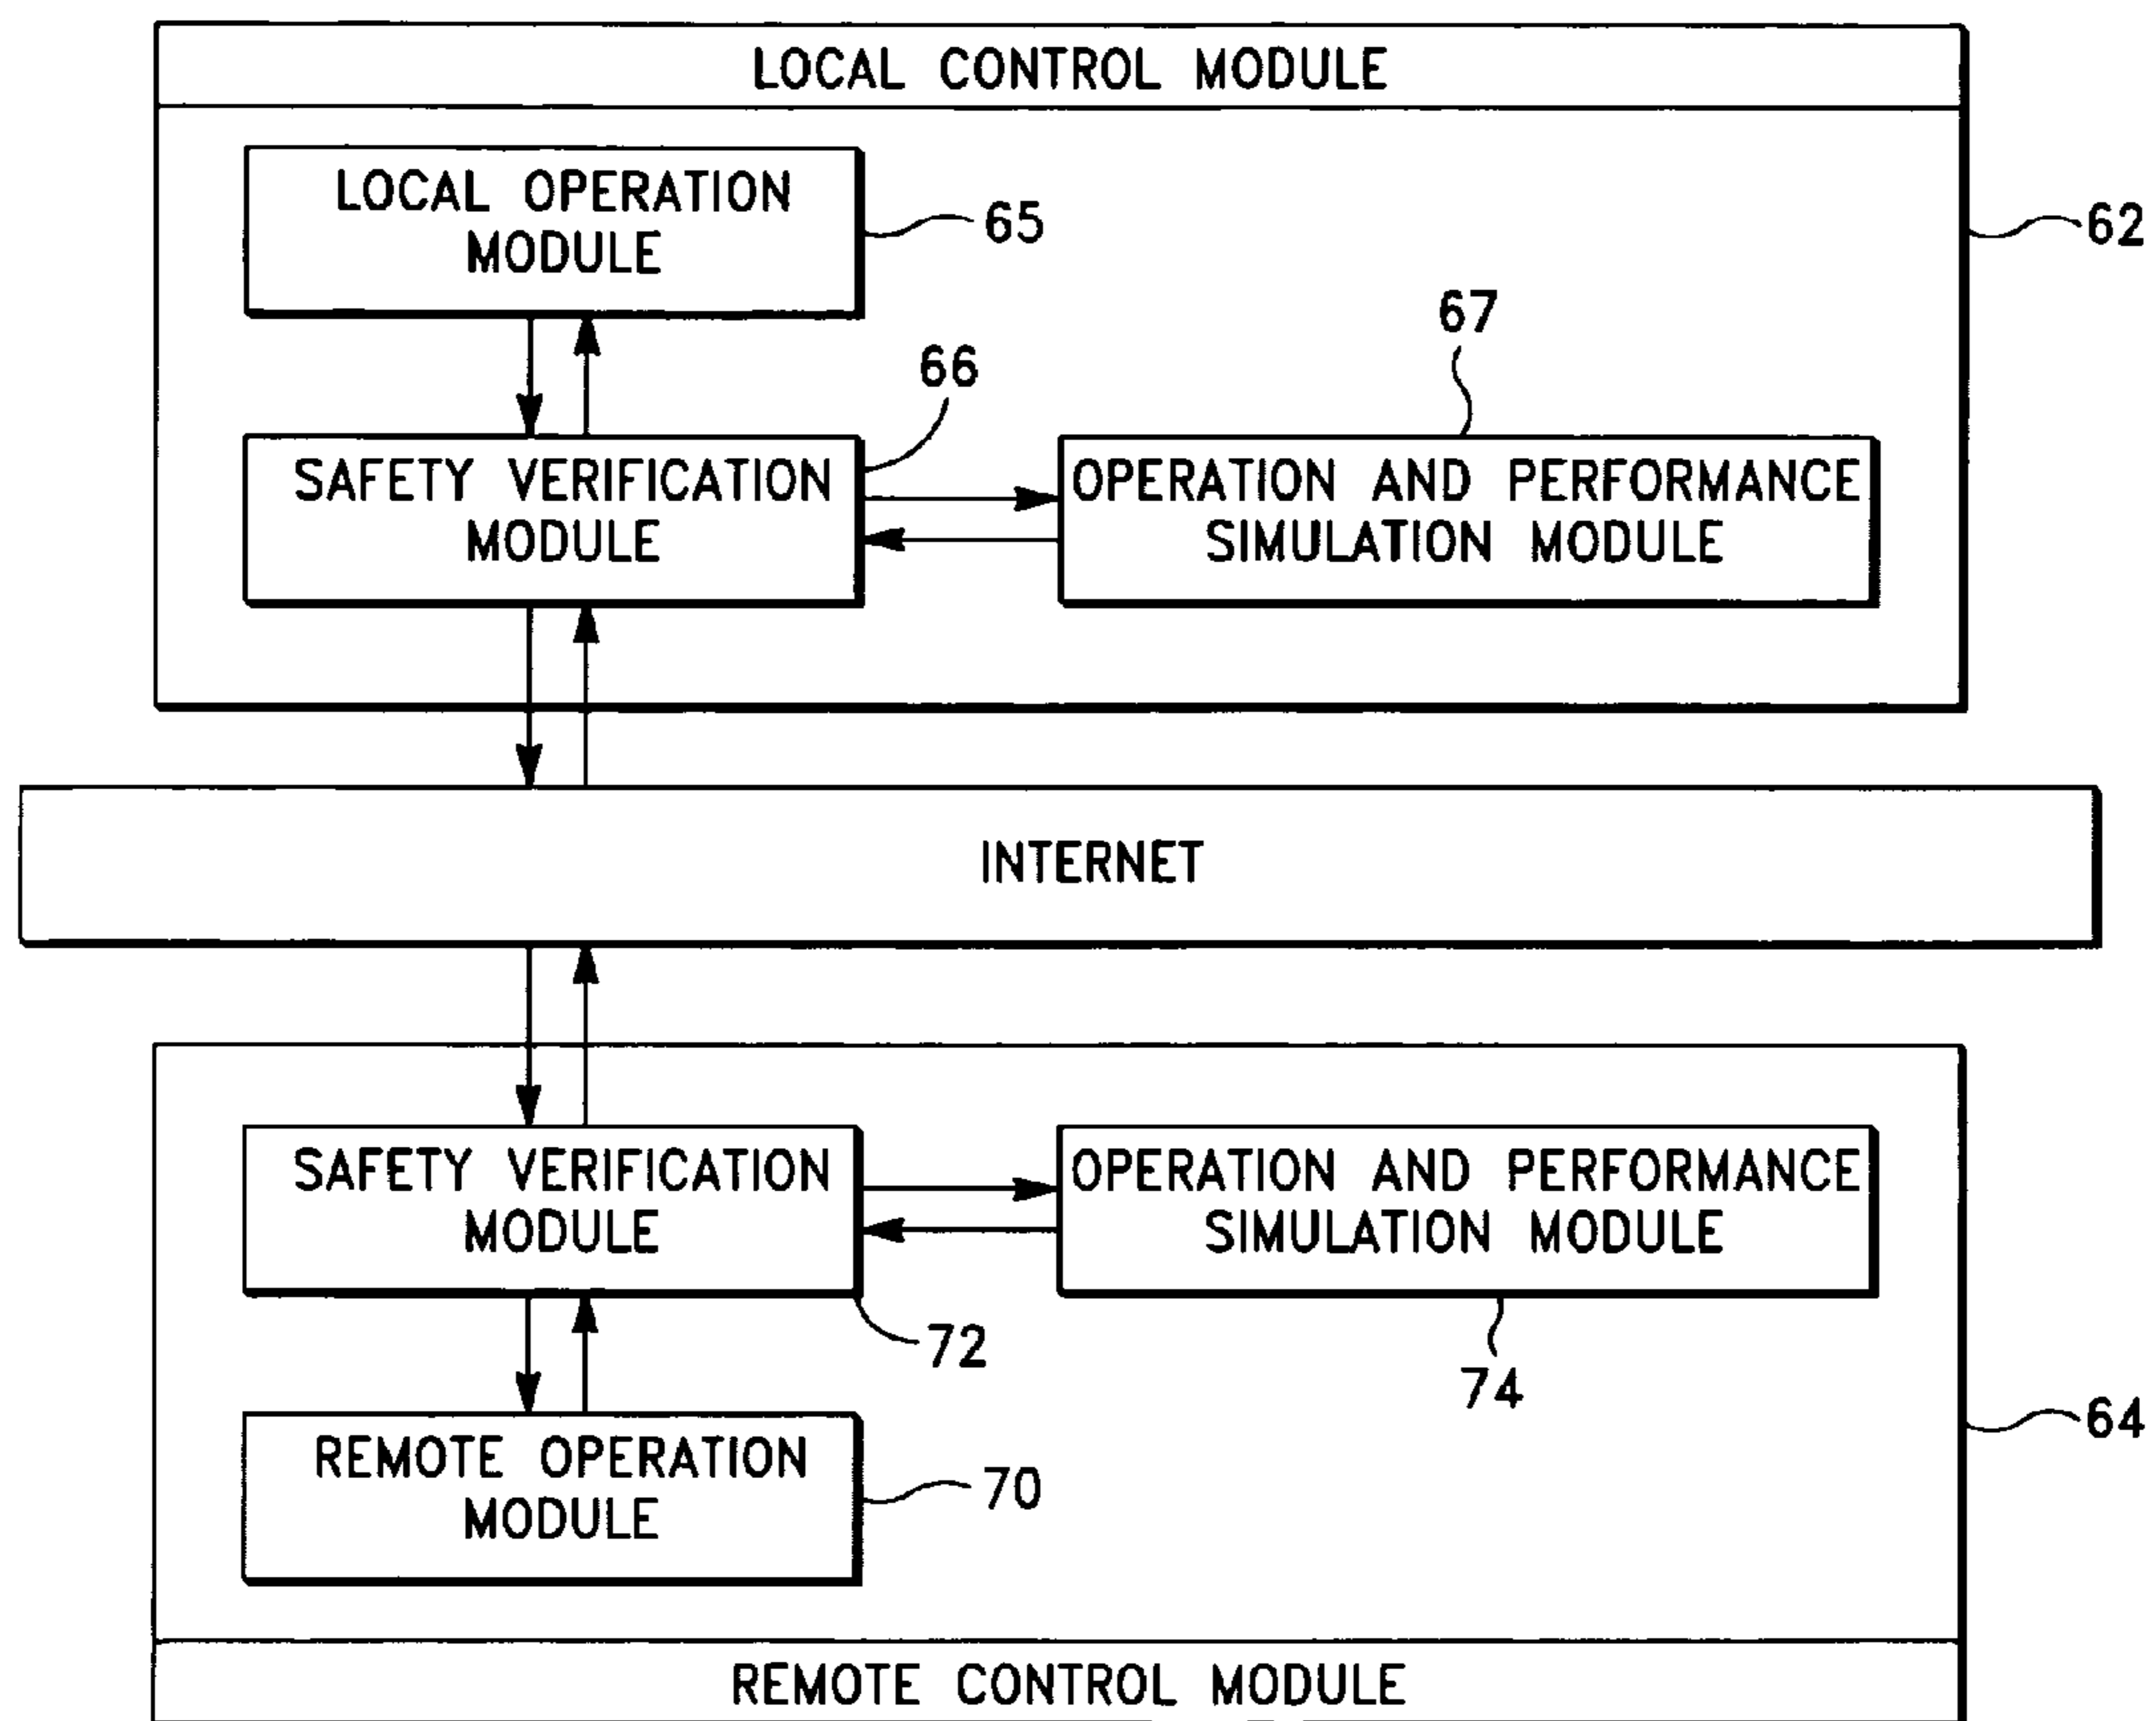 LOCAL CONTROL MODULE
LOCAL OPERATION
MODULE
65
62
67
66
SAFETY VERIFICATION
MODULE
OPERATION AND PERFORMANCE
SIMULATION MODULE
INTERNET
SAFETY VERIFICATION
MODULE
OPERATION AND PERFORMANCE
SIMULATION MODULE
72
74
64
REMOTE OPERATION
MODULE
70
REMOTE CONTROL MODULE